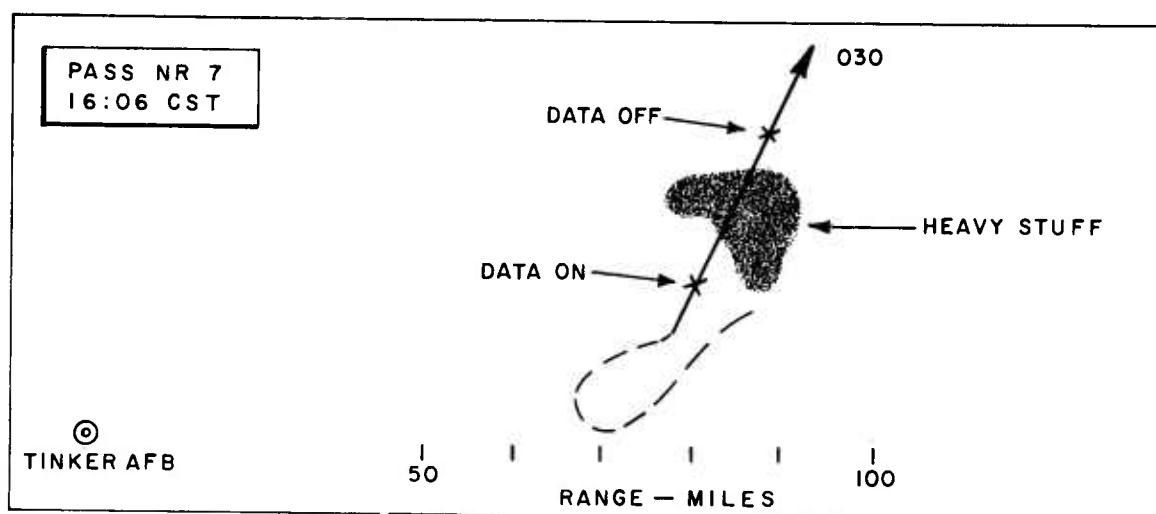 PASS NR 7
16:06 CST
030
DATA OFF
HEAVY STUFF
DATA ON
TINKER AFB
50
100
RANGE — MILES